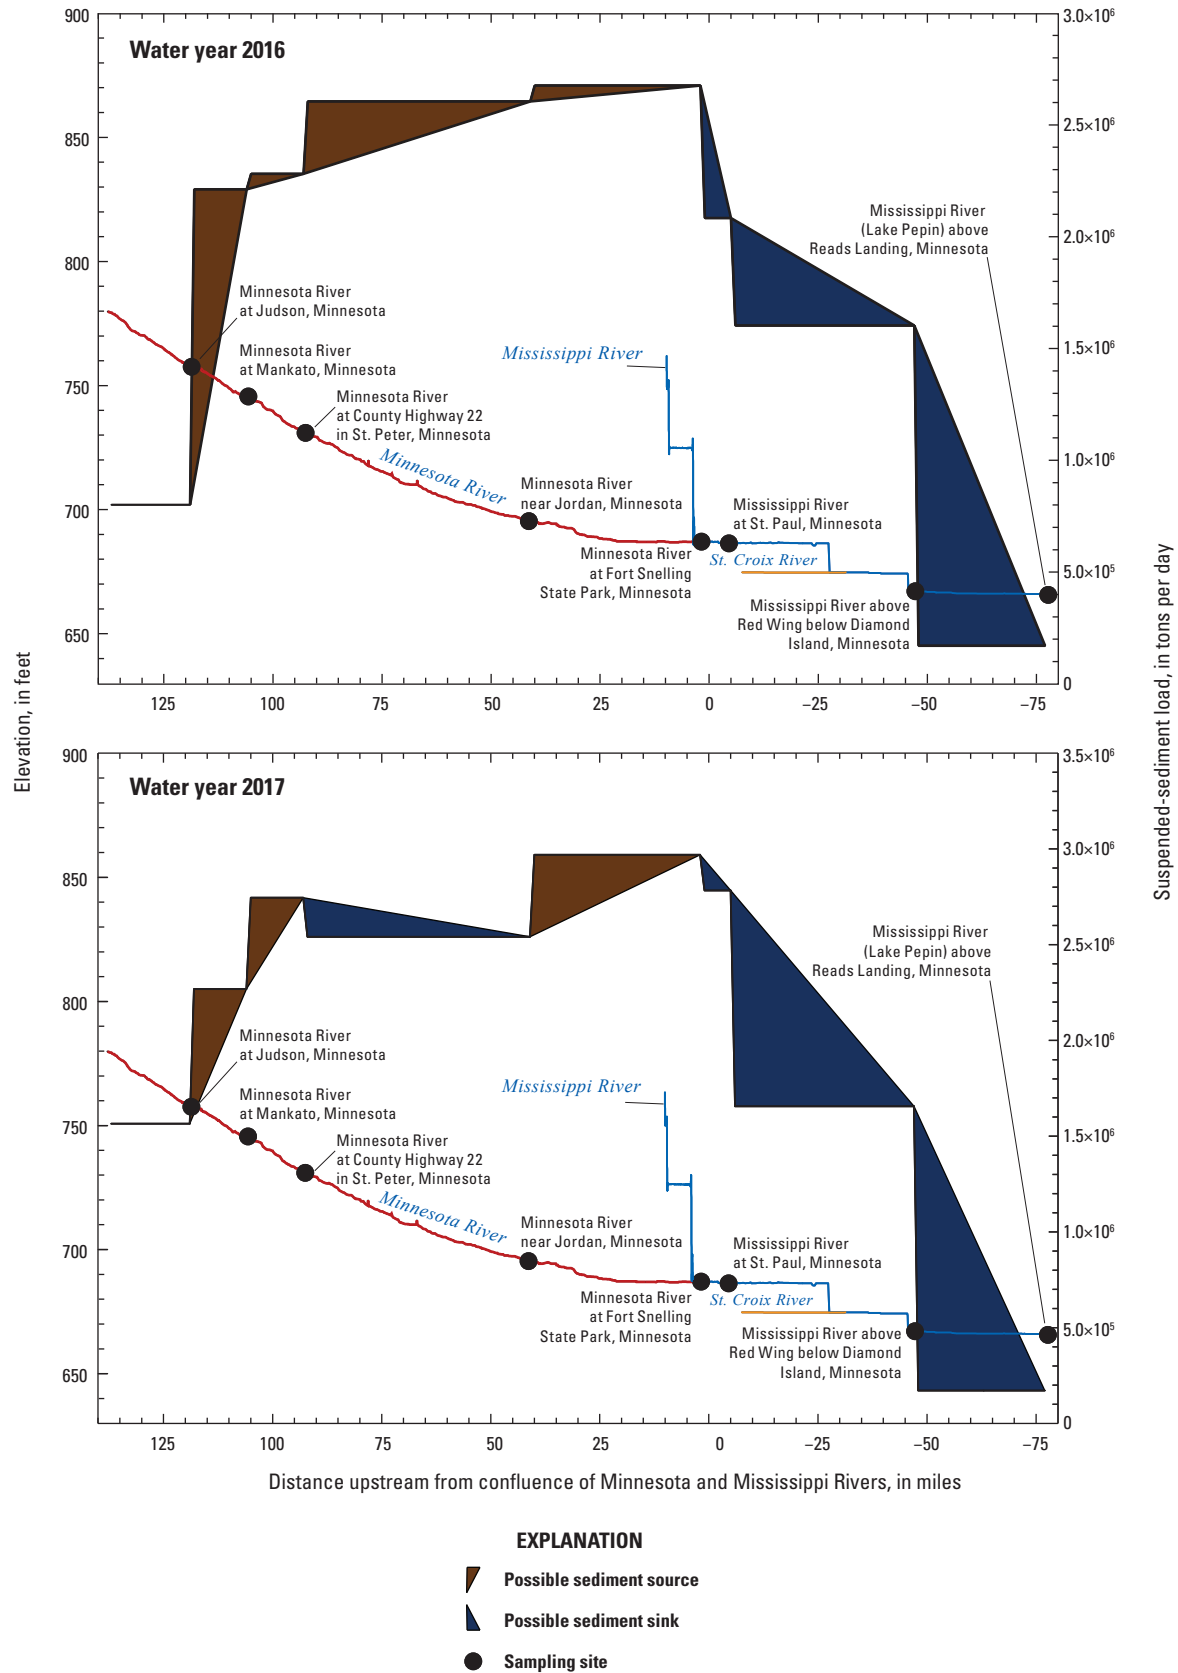 Elevation, in feet
Suspended-sediment load, in tons per day
Water year 2016
900
850
800
750
700
650
3.0×10⁶
2.5×10⁶
2.0×10⁶
1.5×10⁶
1.0×10⁶
5.0×10⁵
0
Mississippi River
(Lake Pepin) above
Reads Landing, Minnesota
Minnesota River
at Judson, Minnesota
Minnesota River
at Mankato, Minnesota
Minnesota River
at County Highway 22
in St. Peter, Minnesota
Mississippi River
Minnesota River
Minnesota River
near Jordan, Minnesota
Mississippi River
at St. Paul, Minnesota
Minnesota River
at Fort Snelling
State Park, Minnesota
St. Croix River
Mississippi River above
Red Wing below Diamond
Island, Minnesota
125
100
75
50
25
0
−25
−50
−75
Water year 2017
900
850
800
750
700
650
3.5×10⁶
3.0×10⁶
2.5×10⁶
2.0×10⁶
1.5×10⁶
1.0×10⁶
5.0×10⁵
0
Mississippi River
(Lake Pepin) above
Reads Landing, Minnesota
Minnesota River
at Judson, Minnesota
Minnesota River
at Mankato, Minnesota
Minnesota River
at County Highway 22
in St. Peter, Minnesota
Mississippi River
Minnesota River
Minnesota River
near Jordan, Minnesota
Mississippi River
at St. Paul, Minnesota
Minnesota River
at Fort Snelling
State Park, Minnesota
St. Croix River
Mississippi River above
Red Wing below Diamond
Island, Minnesota
125
100
75
50
25
0
−25
−50
−75
Distance upstream from confluence of Minnesota and Mississippi Rivers, in miles
EXPLANATION
Possible sediment source
Possible sediment sink
Sampling site